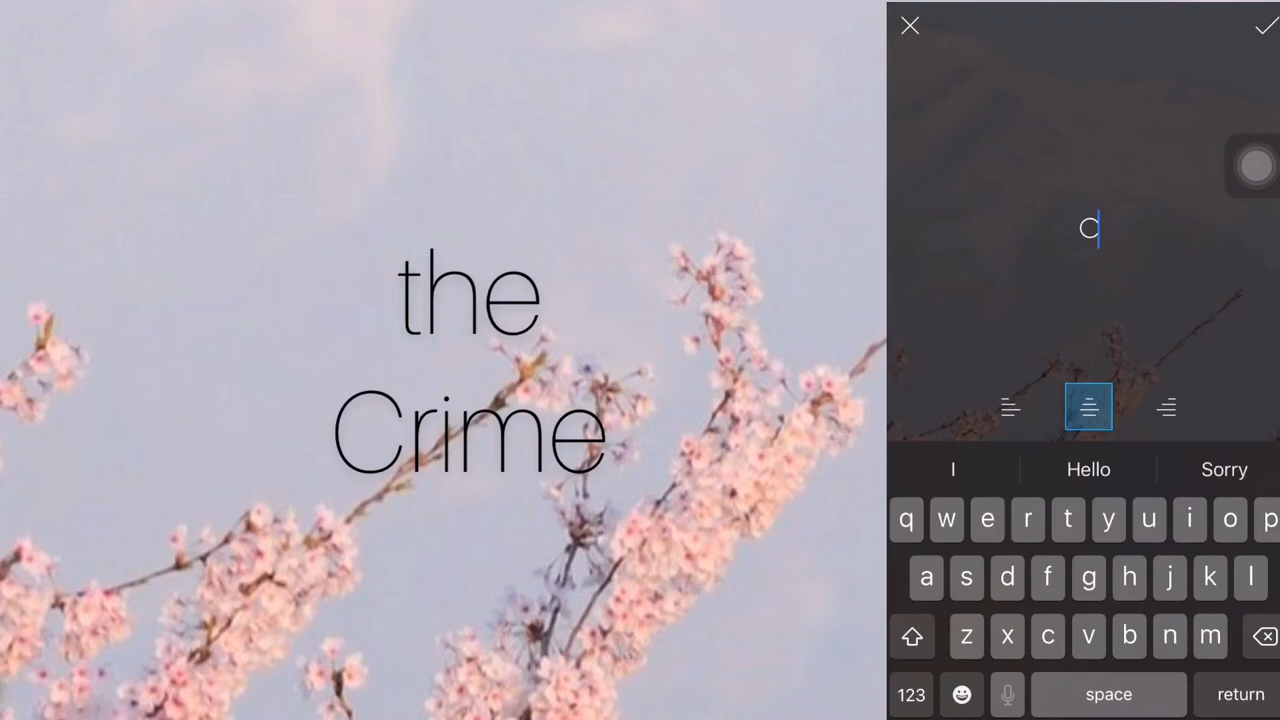 the
Crime
C
I Hello Sorry
q w e r t y u i o p
a s d f g h j k l
z x c v b n m
123 space return